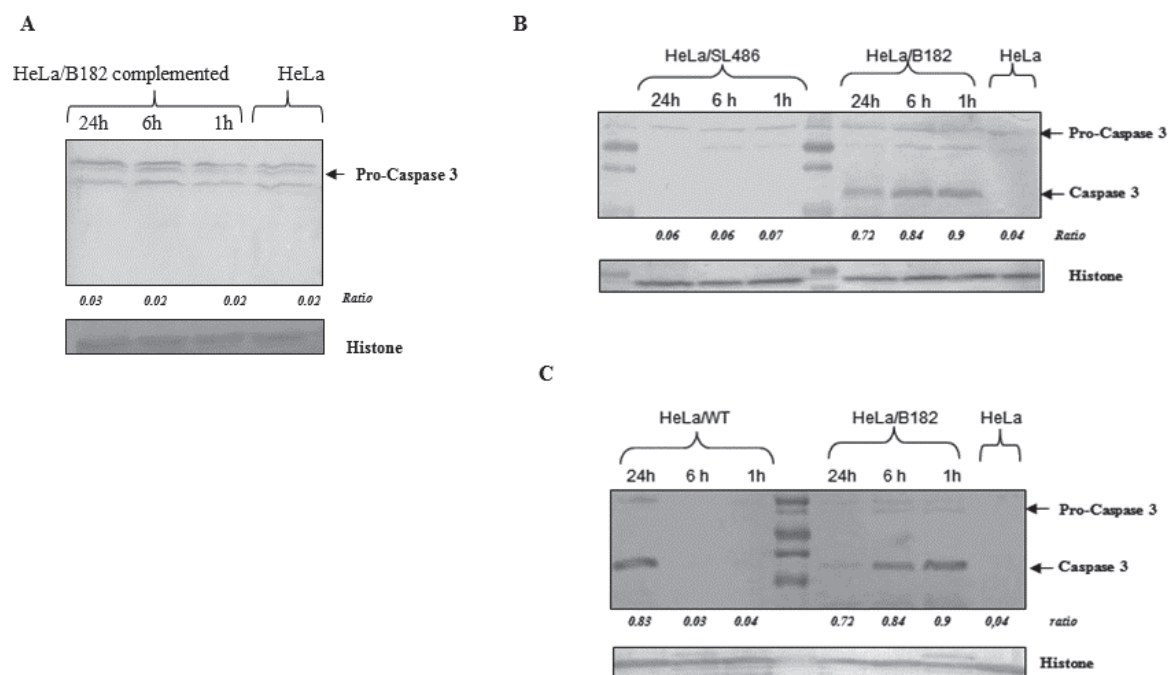 A
HeLa/B182 complemented HeLa
24h 6h 1h
Pro-Caspase 3
0.03 0.02 0.02 0.02 Ratio
Histone
B
HeLa/SL486 HeLa/B182 HeLa
24h 6 h 1h 24h 6 h 1h
Pro-Caspase 3
Caspase 3
0.06 0.06 0.07 0.72 0.84 0.9 0.04 Ratio
Histone
C
HeLa/WT HeLa/B182 HeLa
24h 6 h 1h 24h 6 h 1h
Pro-Caspase 3
Caspase 3
0.83 0.03 0.04 0.72 0.84 0.9 0,04 ratio
Histone